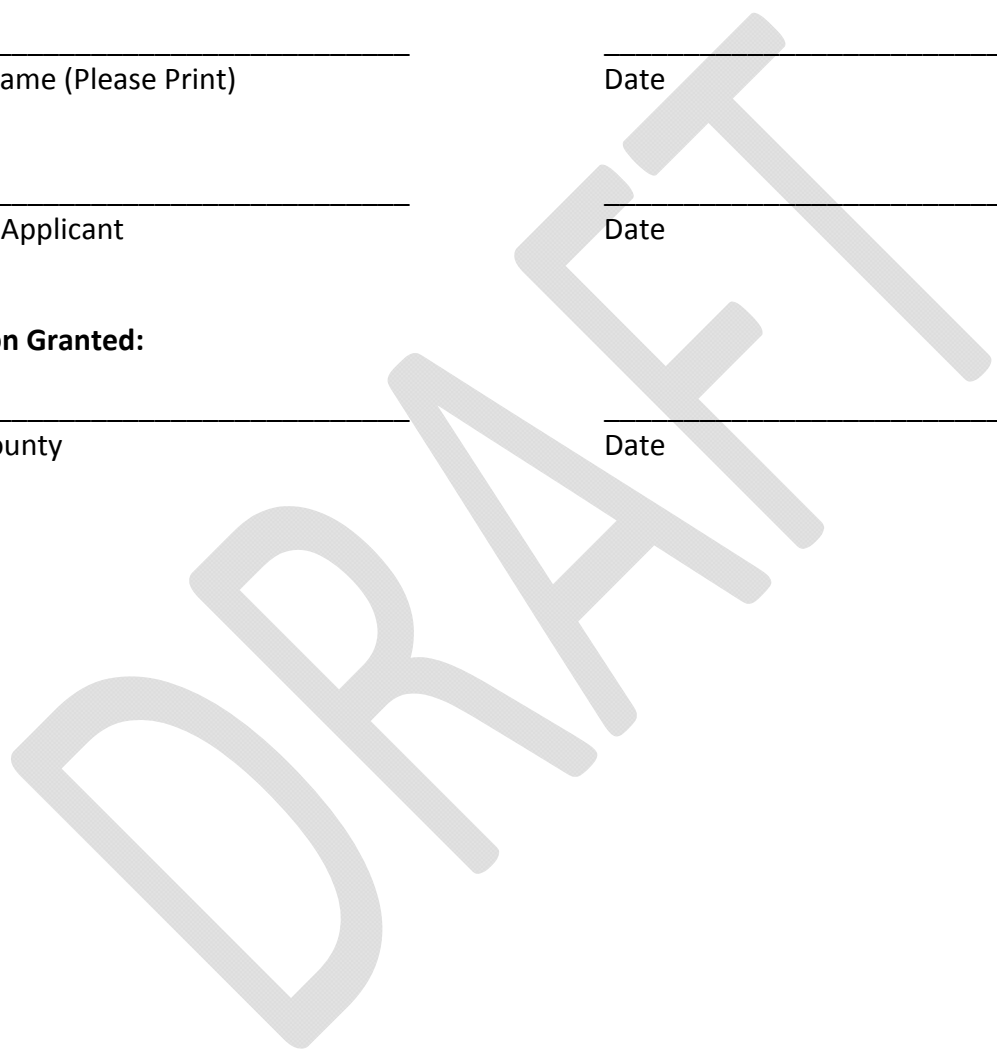 ame (Please Print) Date
Applicant Date
on Granted:
ounty Date
DRAFT